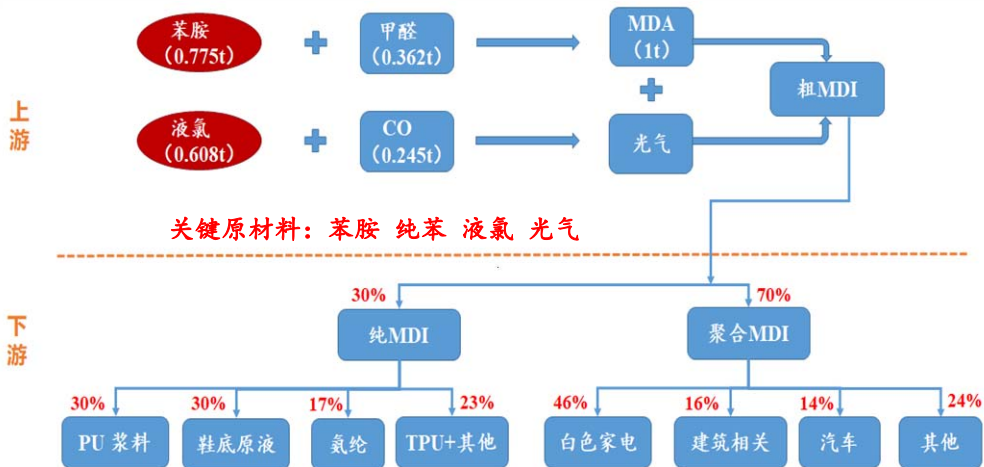 上游
苯胺
（0.775t）
甲醛
（0.362t）
MDA
（1t）
粗MDI
液氯
（0.608t）
CO
（0.245t）
光气
关键原材料：苯胺 纯苯 液氯 光气
下游
30%
70%
纯MDI
聚合MDI
30%
30%
17%
23%
46%
16%
14%
24%
PU 浆料
鞋底原液
氨纶
TPU+其他
白色家电
建筑相关
汽车
其他